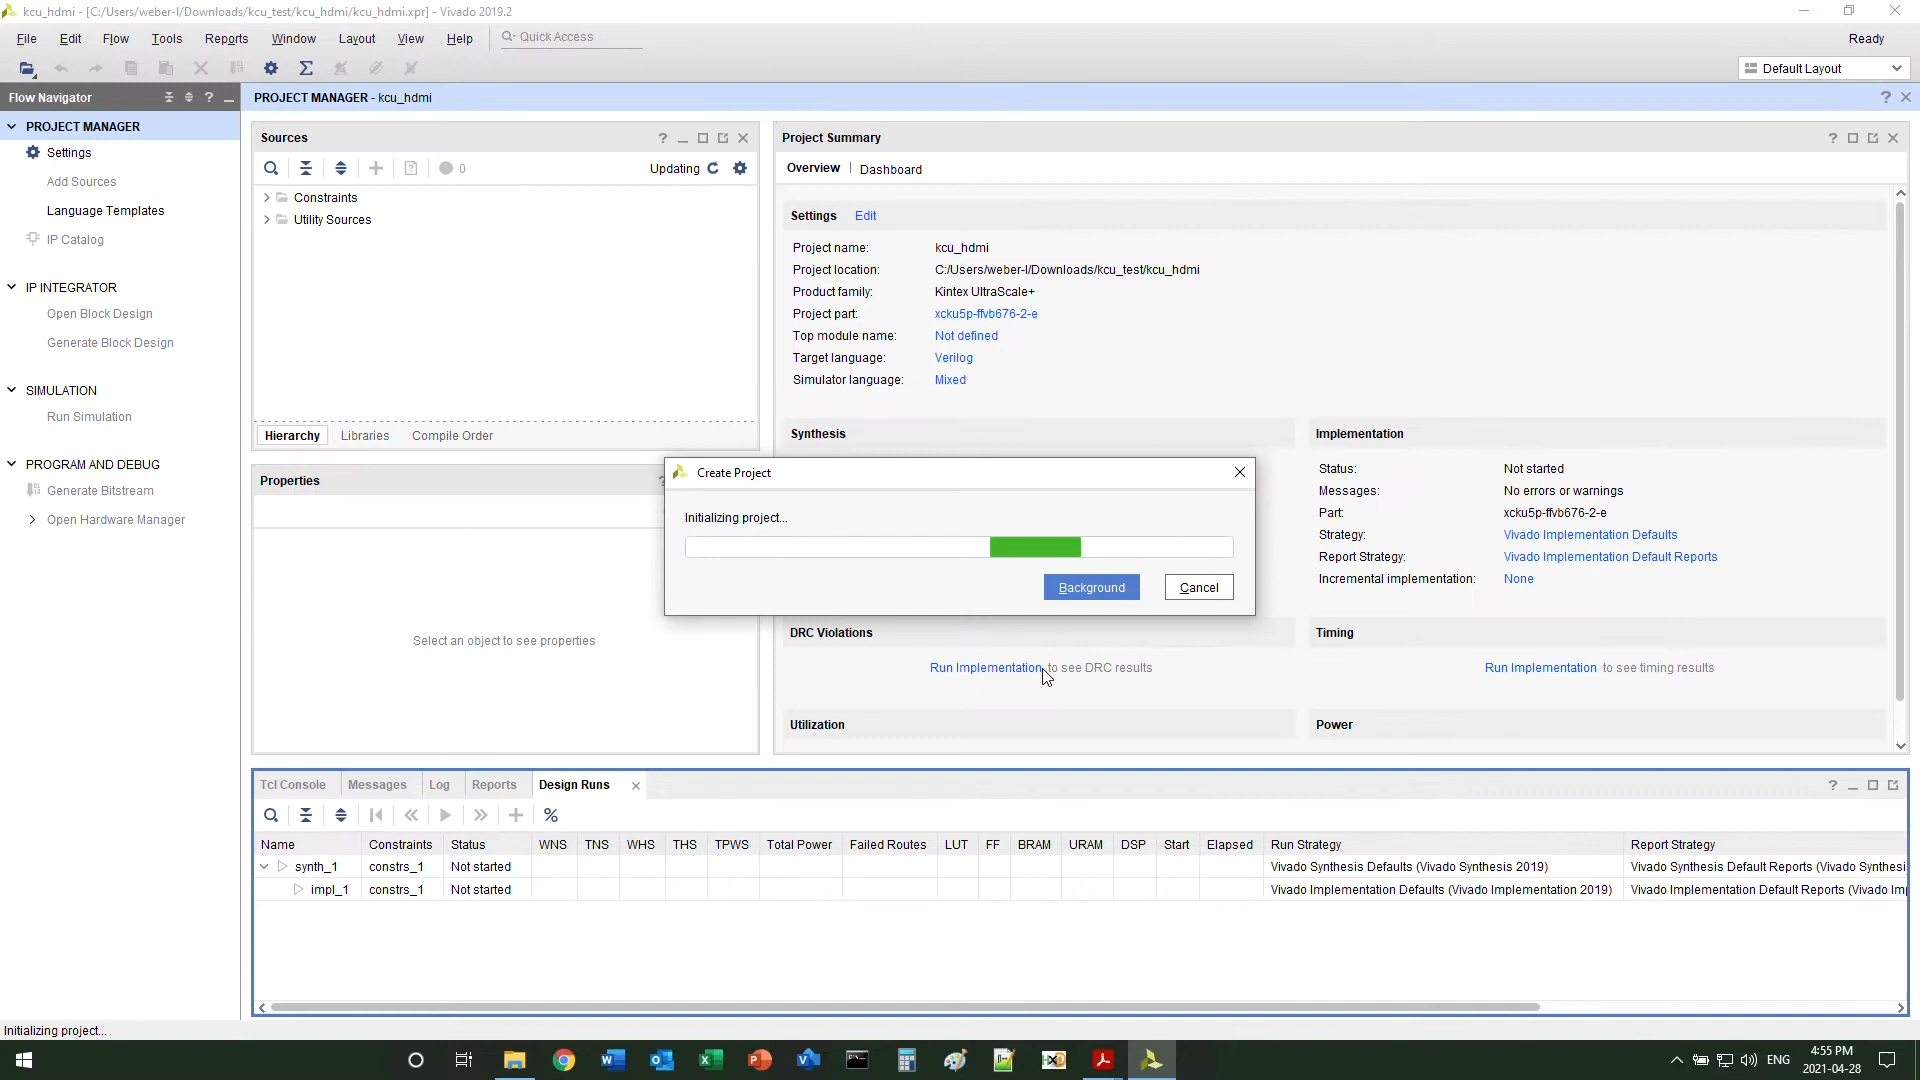 kcu_hdmi - [C:/Users/weber-l/Downloads/kcu_test/kcu_hdmi/kcu_hdmi.xpr] - Vivado 2019.2
File Edit Flow Tools Reports Window Layout View Help Quick Access
Ready
Default Layout
Flow Navigator
PROJECT MANAGER - kcu_hdmi
PROJECT MANAGER
Settings
Add Sources
Language Templates
IP Catalog
IP INTEGRATOR
Open Block Design
Generate Block Design
SIMULATION
Run Simulation
PROGRAM AND DEBUG
Generate Bitstream
Open Hardware Manager
Sources
0 Updating
Constraints
Utility Sources
Hierarchy Libraries Compile Order
Properties
Select an object to see properties
Project Summary
Overview | Dashboard
Settings Edit
Project name: kcu_hdmi
Project location: C:/Users/weber-l/Downloads/kcu_test/kcu_hdmi
Product family: Kintex UltraScale+
Project part: xcku5p-ffvb676-2-e
Top module name: Not defined
Target language: Verilog
Simulator language: Mixed
Synthesis
Implementation
Status: Not started
Messages: No errors or warnings
Part: xcku5p-ffvb676-2-e
Strategy: Vivado Implementation Defaults
Report Strategy: Vivado Implementation Default Reports
Incremental implementation: None
Create Project
Initializing project...
Background Cancel
DRC Violations
Run Implementation to see DRC results
Timing
Run Implementation to see timing results
Utilization
Power
Tcl Console Messages Log Reports Design Runs
Name Constraints Status WNS TNS WHS THS TPWS Total Power Failed Routes LUT FF BRAM URAM DSP Start Elapsed Run Strategy Report Strategy
synth_1 constrs_1 Not started Vivado Synthesis Defaults (Vivado Synthesis 2019) Vivado Synthesis Default Reports (Vivado Synthesi
impl_1 constrs_1 Not started Vivado Implementation Defaults (Vivado Implementation 2019) Vivado Implementation Default Reports (Vivado Im
Initializing project...
ENG
4:55 PM
2021-04-28